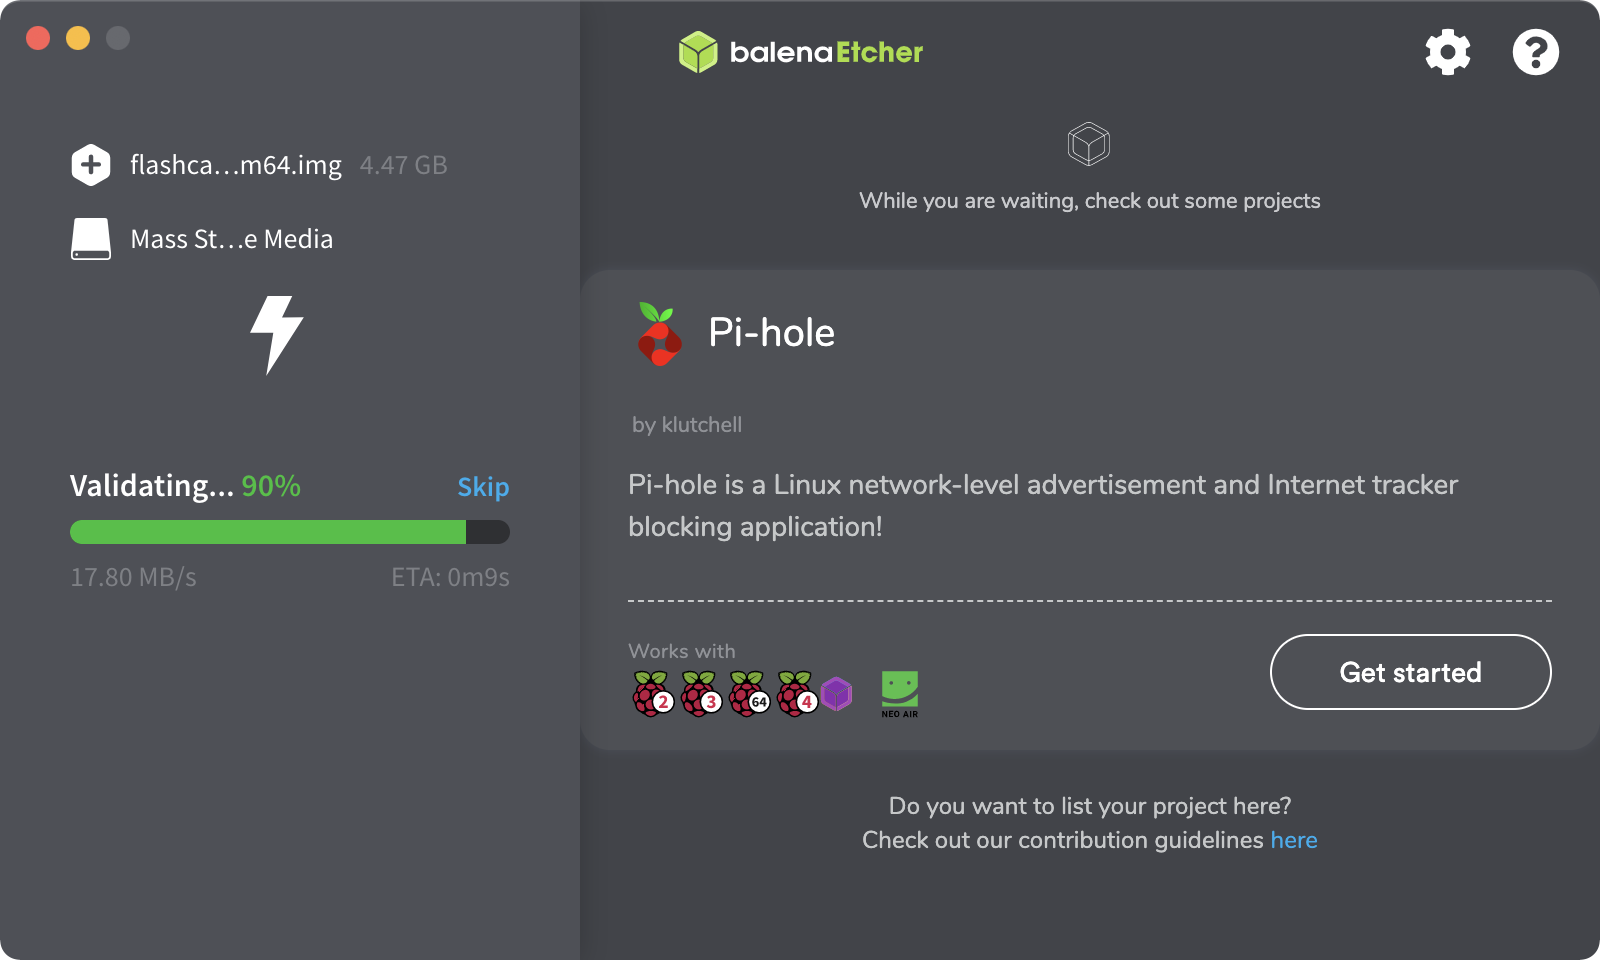 balenaEtcher
flashca...m64.img 4.47 GB
Mass St...e Media
Validating... 90% Skip
17.80 MB/s ETA: 0m9s
While you are waiting, check out some projects
Pi-hole
by klutchell
Pi-hole is a Linux network-level advertisement and Internet tracker
blocking application!
Works with
2 3 64 4 NEO AIR
Get started
Do you want to list your project here?
Check out our contribution guidelines here